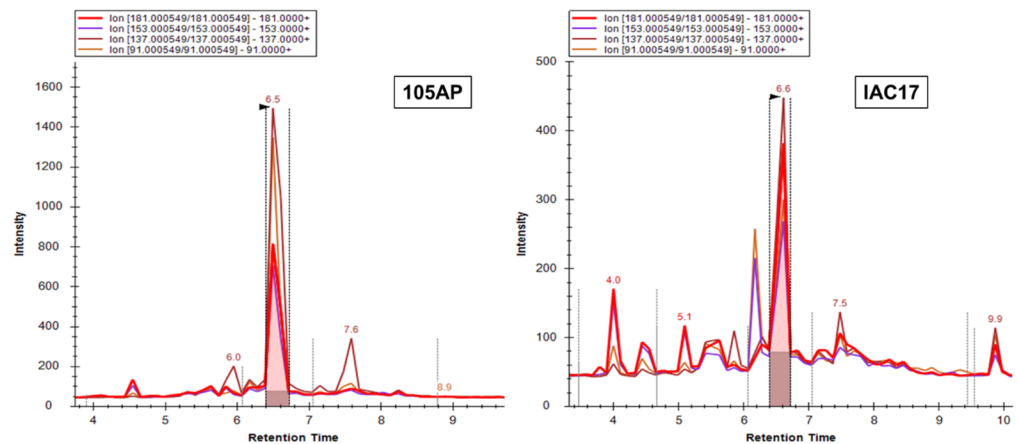 Ion [181.000549/181.000549] - 181.0000+
Ion [153.000549/153.000549] - 153.0000+
Ion [137.000549/137.000549] - 137.0000+
Ion [91.000549/91.000549] - 91.0000+
105AP
Intensity
1600
1400
1200
1000
800
600
400
200
0
6.5
6.0
7.6
8.9
4 5 6 7 8 9
Retention Time
Ion [181.000549/181.000549] - 181.0000+
Ion [153.000549/153.000549] - 153.0000+
Ion [137.000549/137.000549] - 137.0000+
Ion [91.000549/91.000549] - 91.0000+
IAC17
Intensity
500
400
300
200
100
0
6.6
4.0
5.1
7.5
9.9
4 5 6 7 8 9 10
Retention Time